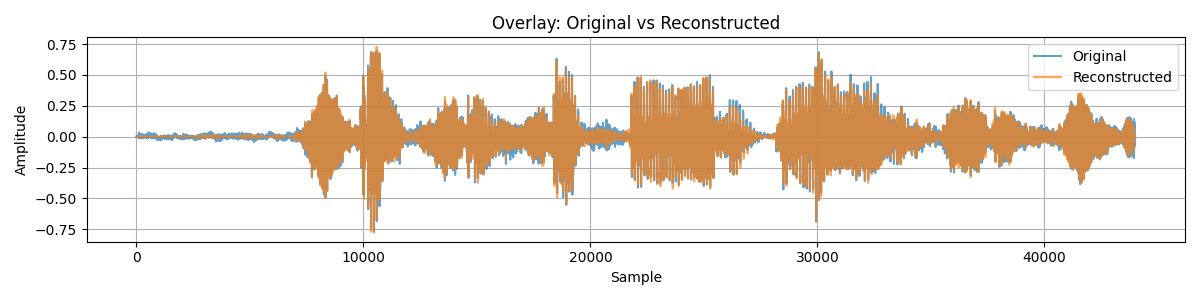 Overlay: Original vs Reconstructed
Original
Reconstructed
Amplitude
0.75
0.50
0.25
0.00
−0.25
−0.50
−0.75
0
10000
20000
30000
40000
Sample